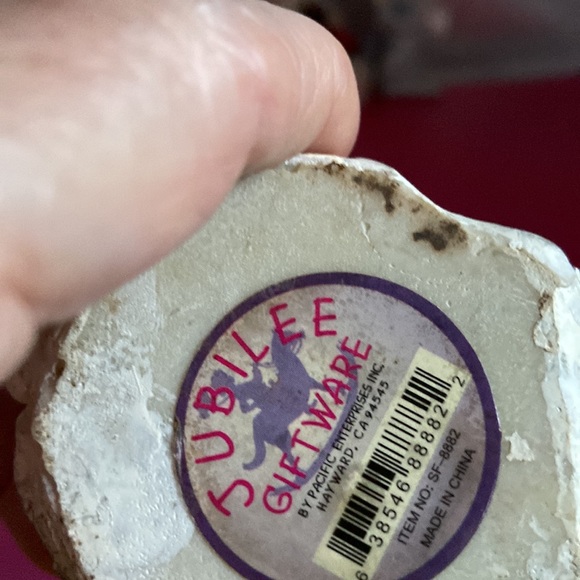 JUBILEE
GIFTWARE
BY PACIFIC ENTERPRISES INC.
HAYWARD, CA 94545
6 38546 88882 2
ITEM NO: SF-8882
MADE IN CHINA